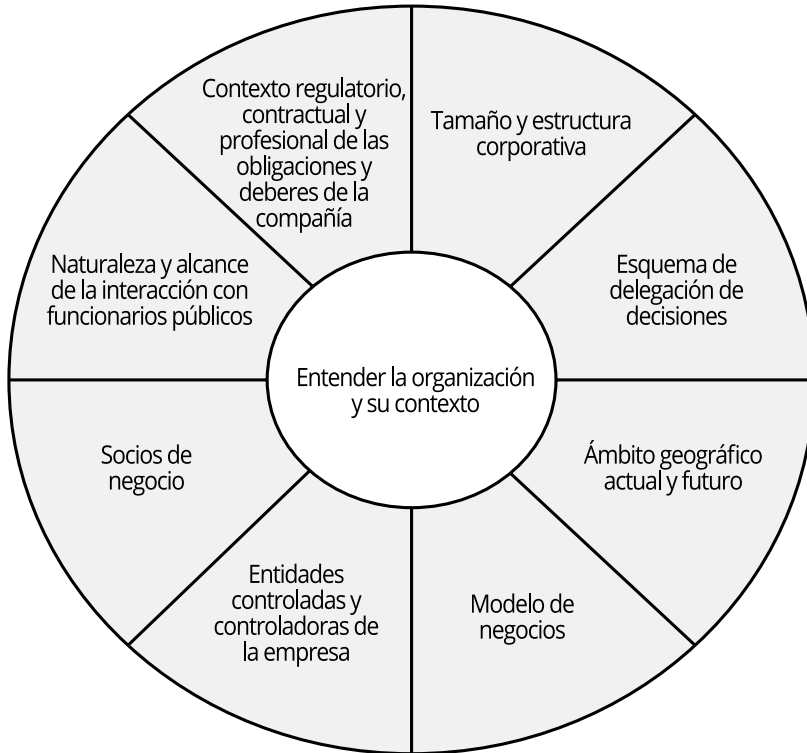 Contexto regulatorio,
contractual y
profesional de las
obligaciones y
deberes de la
compañía
Tamaño y estructura
corporativa
Esquema de
delegación de
decisiones
Ámbito geográfico
actual y futuro
Modelo de
negocios
Entidades
controladas y
controladoras de
la empresa
Socios de
negocio
Naturaleza y alcance
de la interacción con
funcionarios públicos
Entender la organización
y su contexto